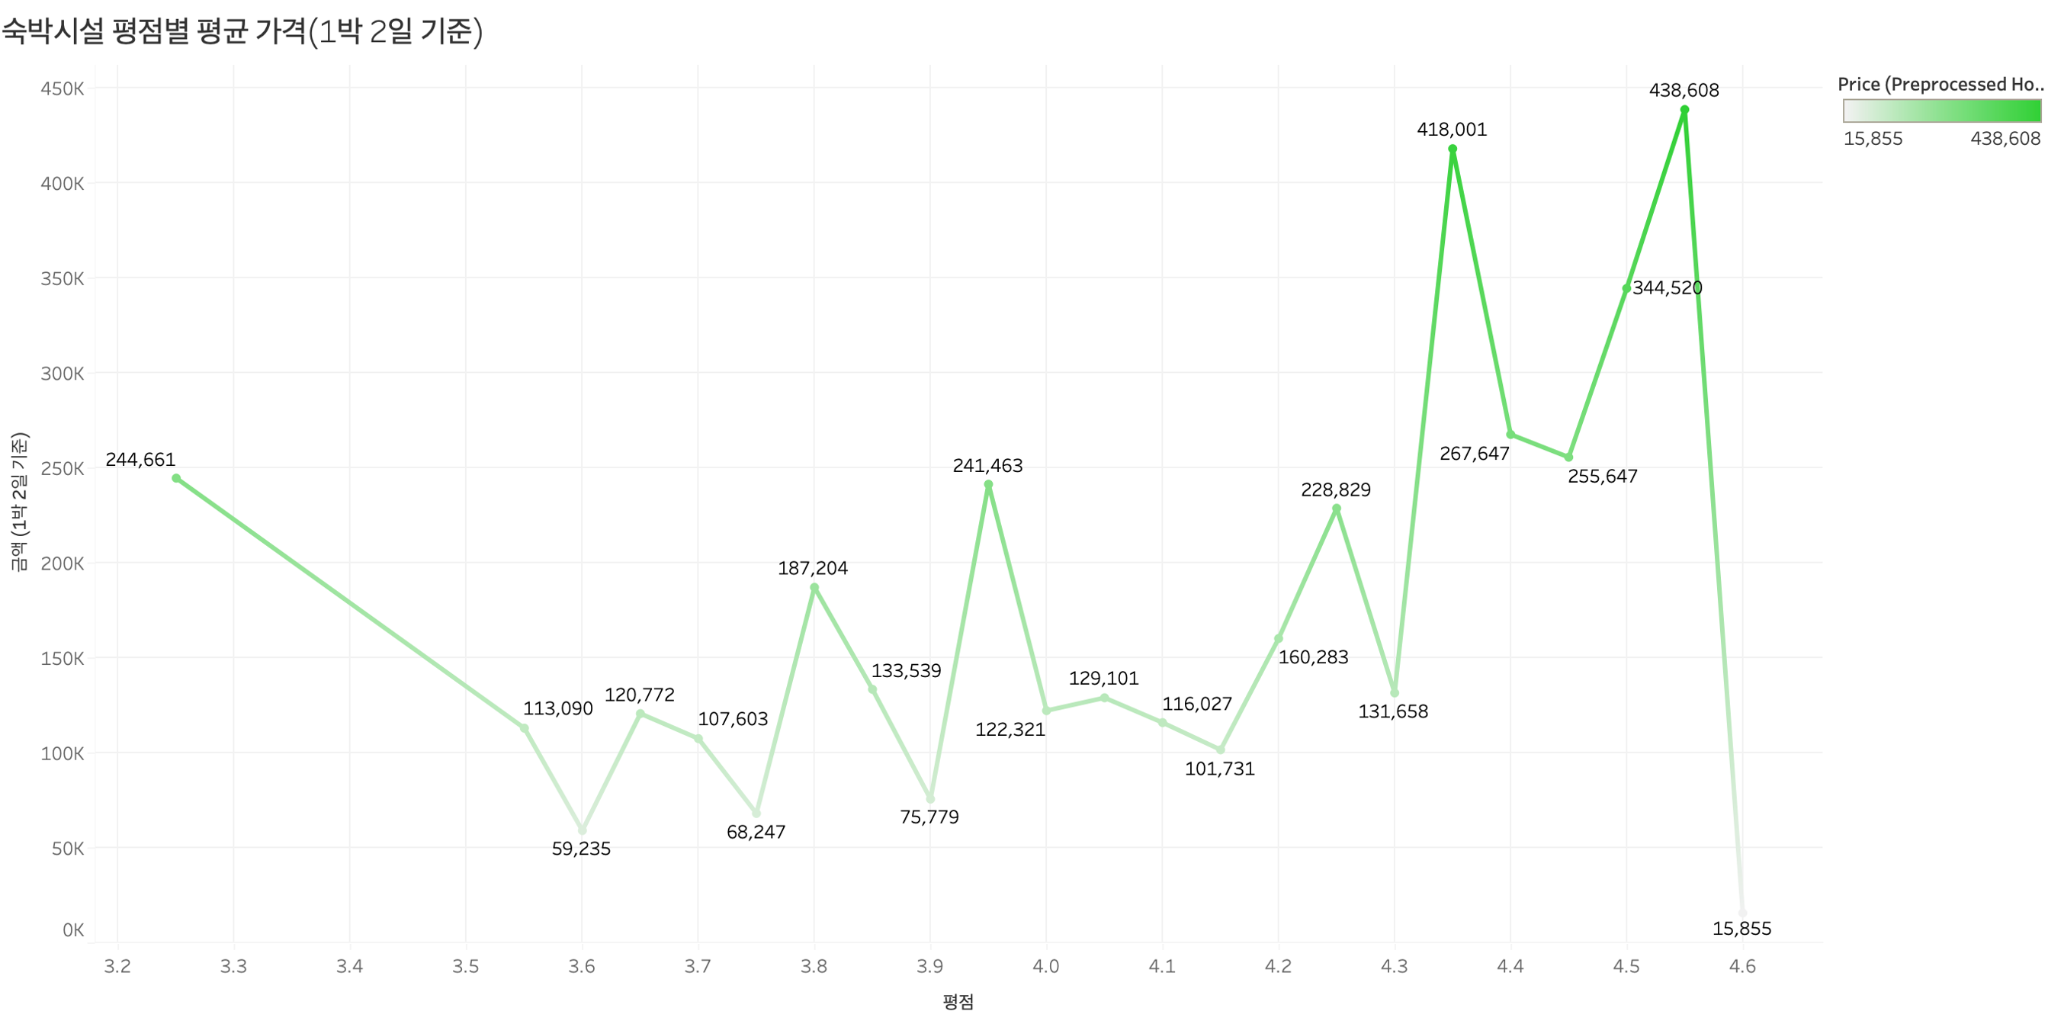 숙박시설 평점별 평균 가격(1박 2일 기준)
Price (Preprocessed Ho..
15,855
438,608
금액 (1박 2일 기준)
450K
400K
350K
300K
250K
200K
150K
100K
50K
0K
244,661
113,090
59,235
120,772
107,603
68,247
187,204
133,539
75,779
241,463
122,321
129,101
116,027
101,731
160,283
228,829
131,658
418,001
267,647
255,647
344,520
438,608
15,855
3.2
3.3
3.4
3.5
3.6
3.7
3.8
3.9
4.0
4.1
4.2
4.3
4.4
4.5
4.6
평점